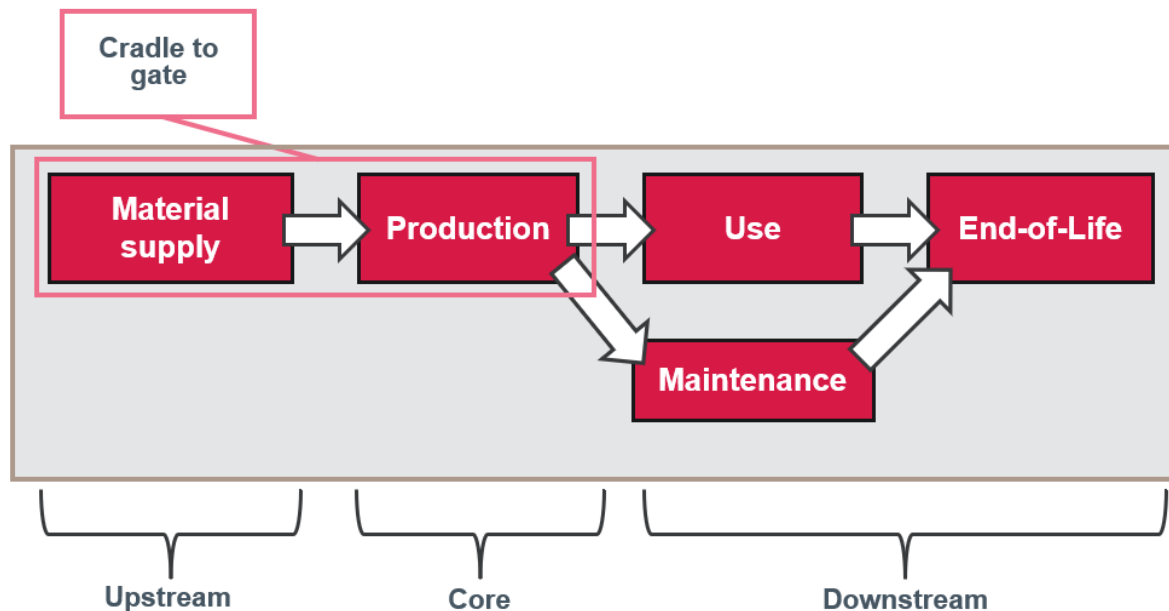 Cradle to
gate
Material
supply
Production
Use
End-of-Life
Maintenance
Upstream
Core
Downstream